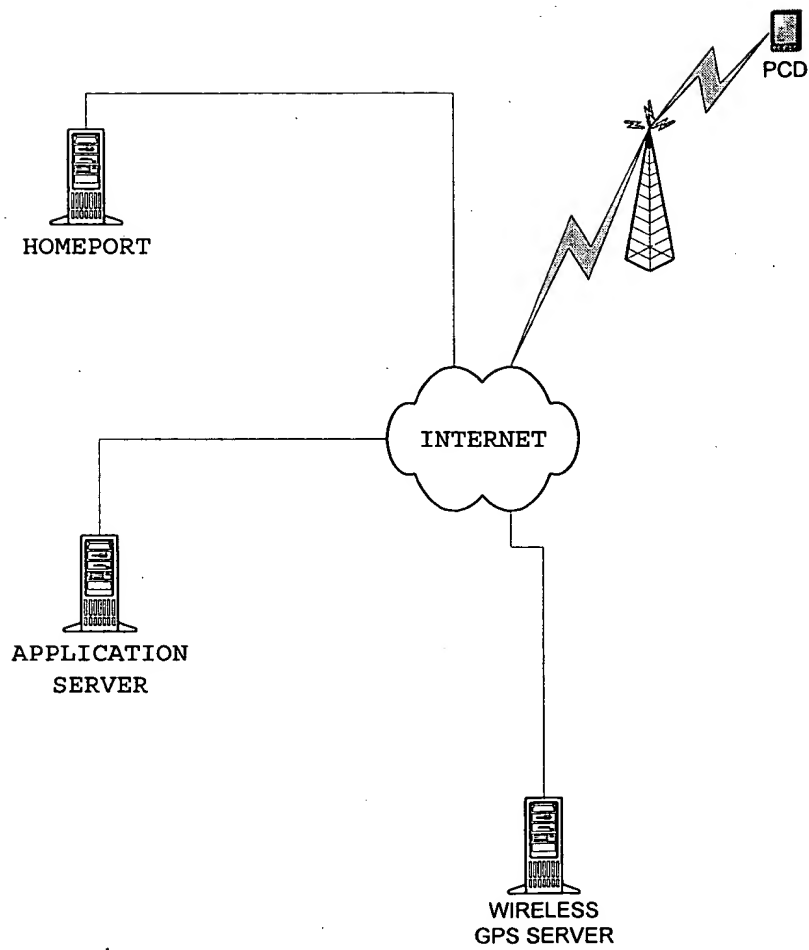 PCD
HOMEPORT
INTERNET
APPLICATION
SERVER
WIRELESS
GPS SERVER